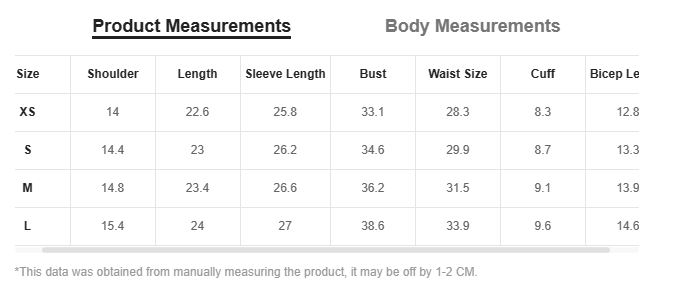 Product Measurements Body Measurements
Size Shoulder Length Sleeve Length Bust Waist Size Cuff Bicep Le
XS 14 22.6 25.8 33.1 28.3 8.3 12.8
S 14.4 23 26.2 34.6 29.9 8.7 13.3
M 14.8 23.4 26.6 36.2 31.5 9.1 13.9
L 15.4 24 27 38.6 33.9 9.6 14.6
*This data was obtained from manually measuring the product, it may be off by 1-2 CM.